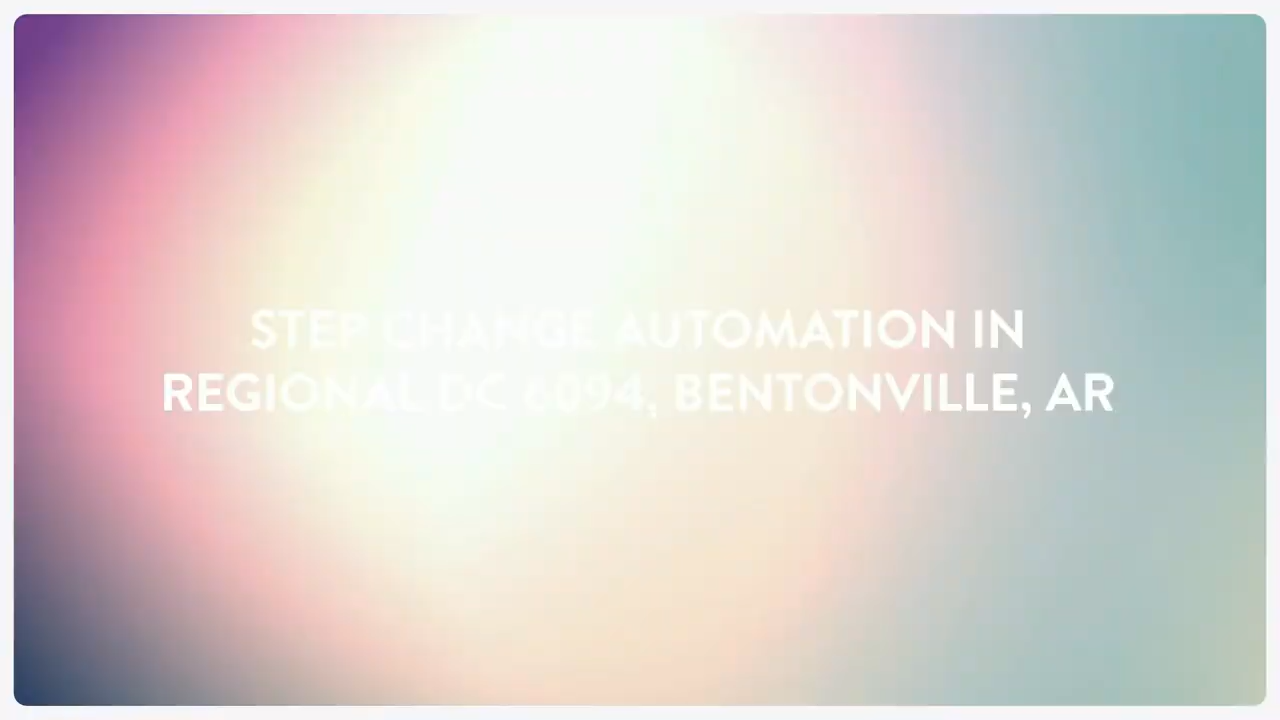 STEP CHANGE AUTOMATION IN
REGIONAL DC 6094, BENTONVILLE, AR